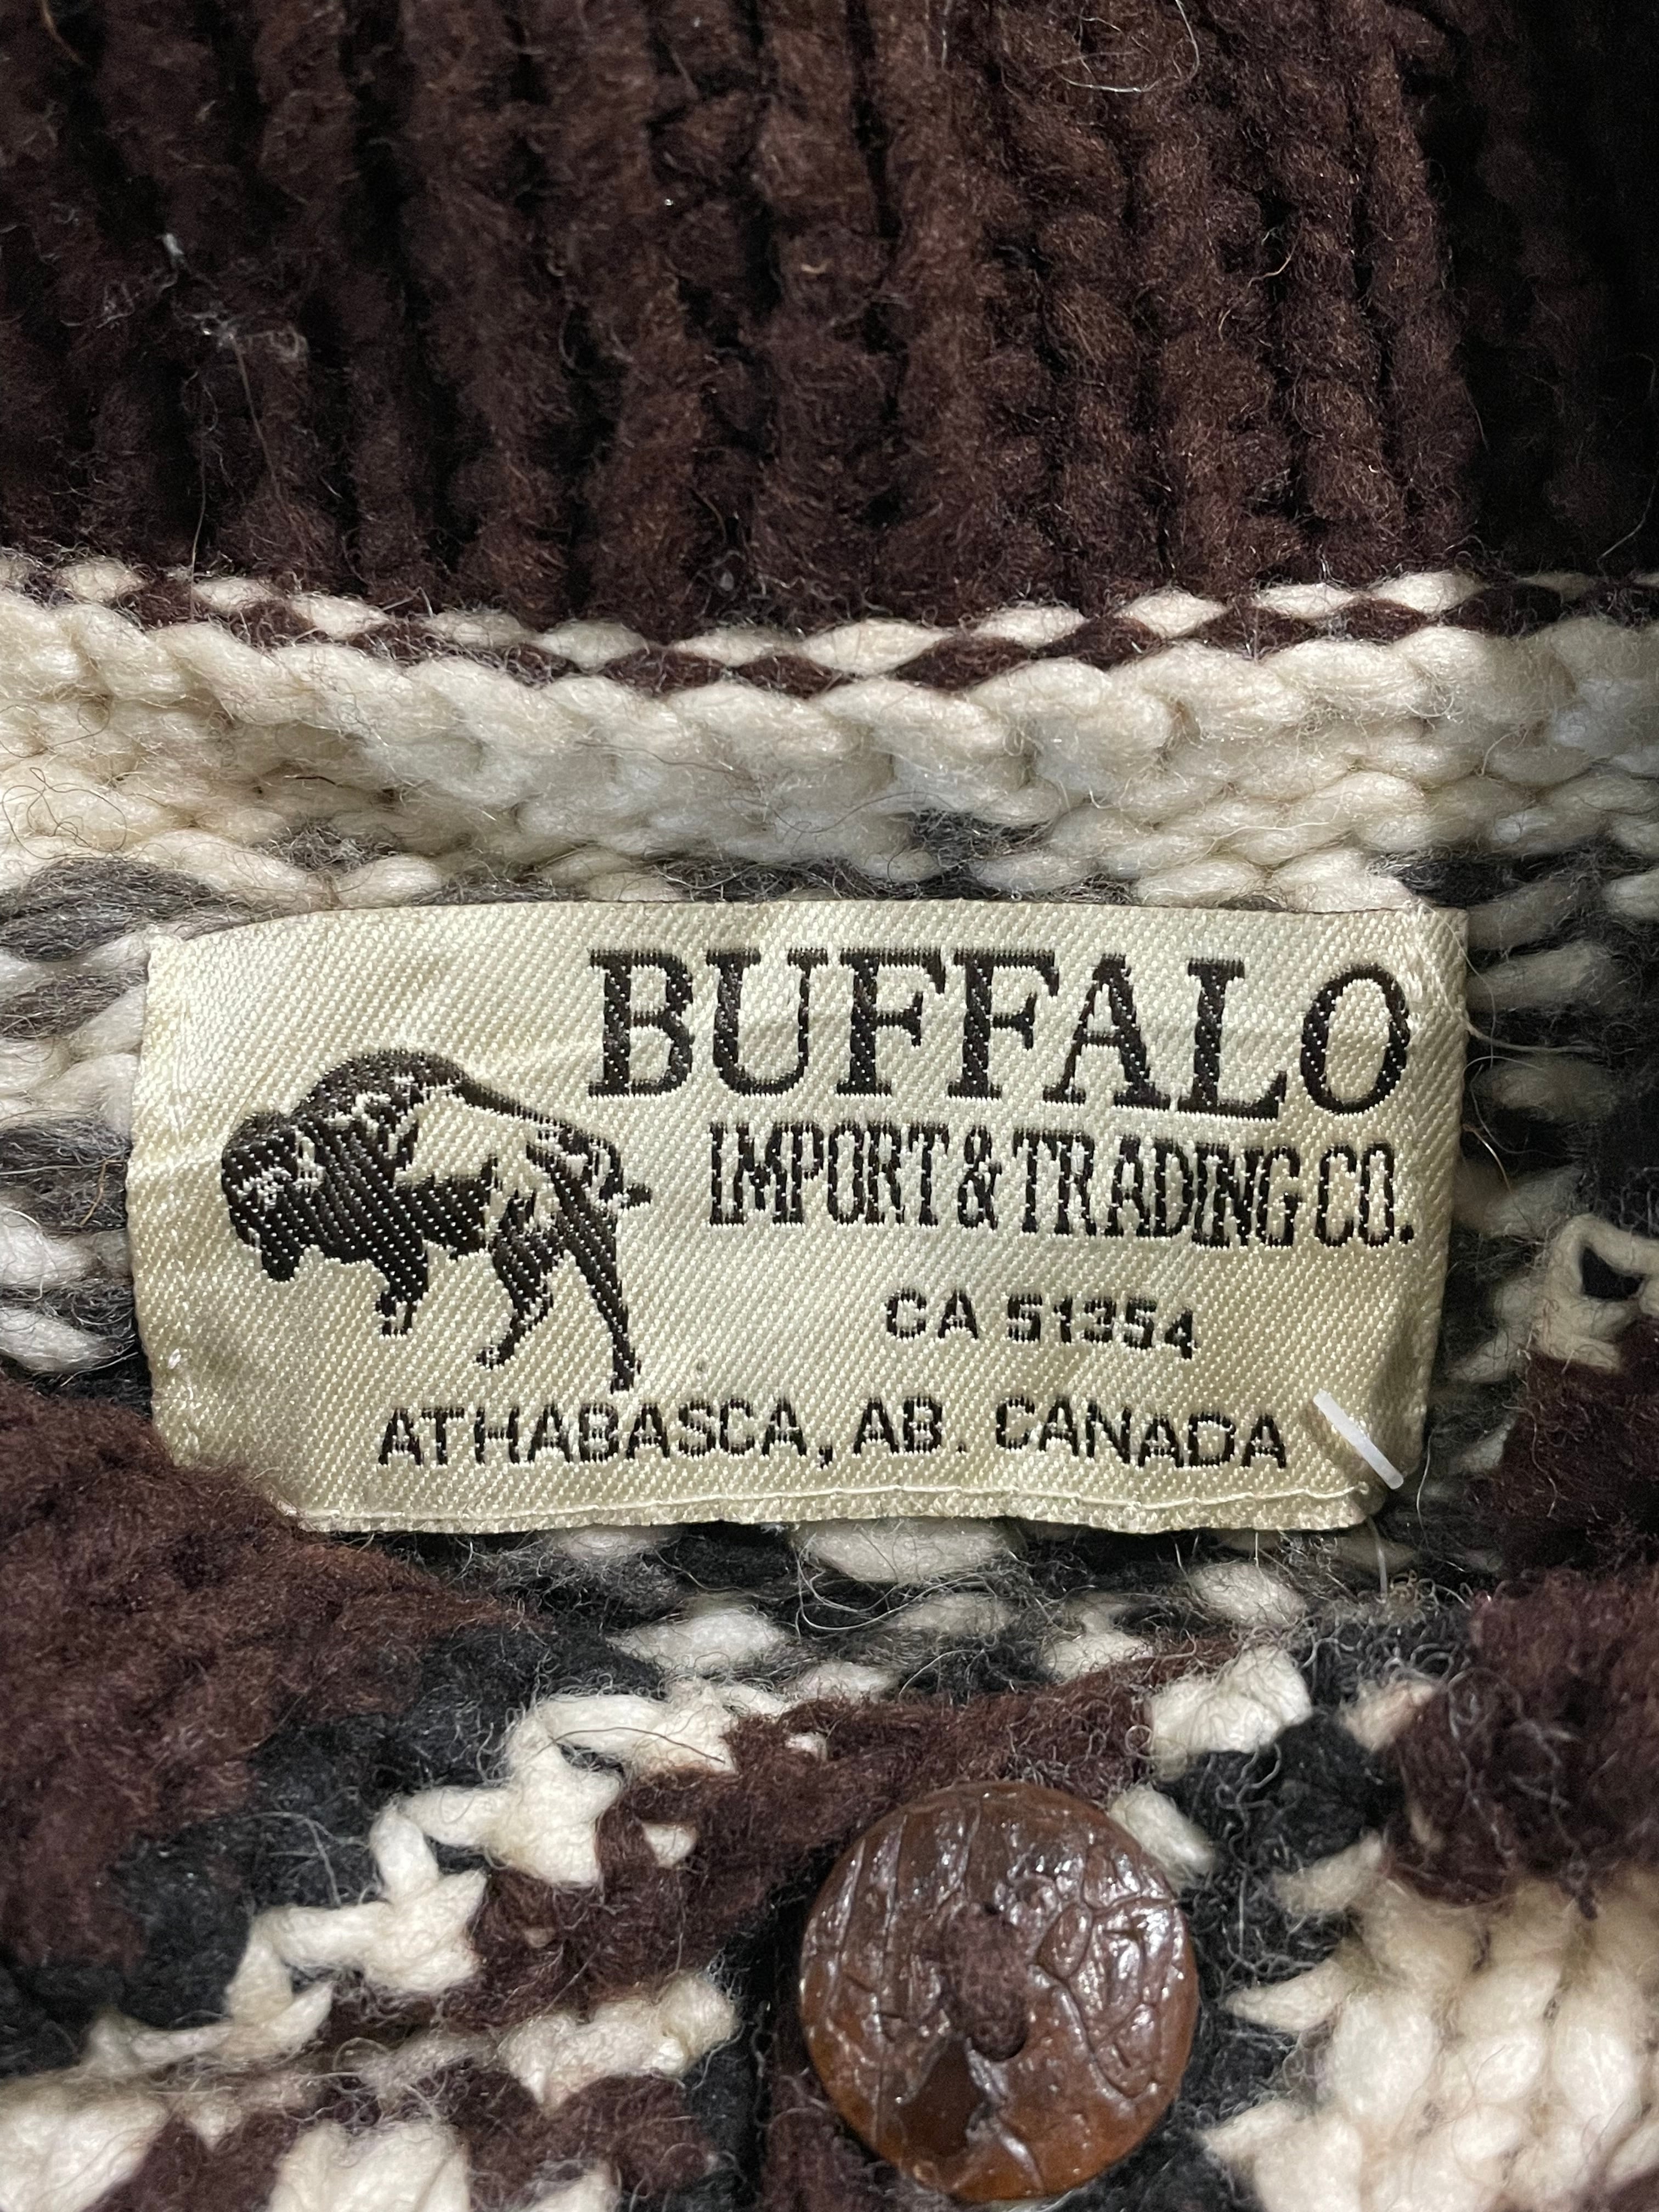 BUFFALO
IMPORT & TRADING CO.
CA 51354
ATHABASCA, AB. CANADA